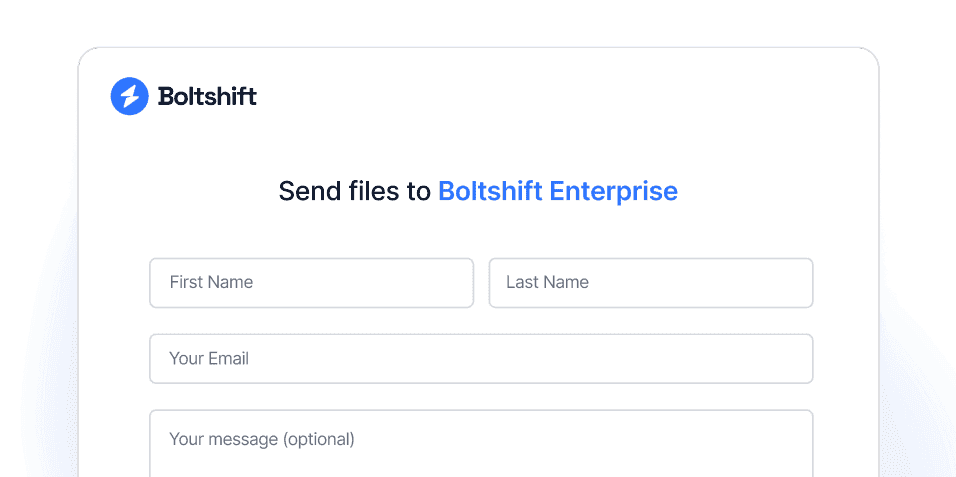 Boltshift
Send files to Boltshift Enterprise
First Name
Last Name
Your Email
Your message (optional)